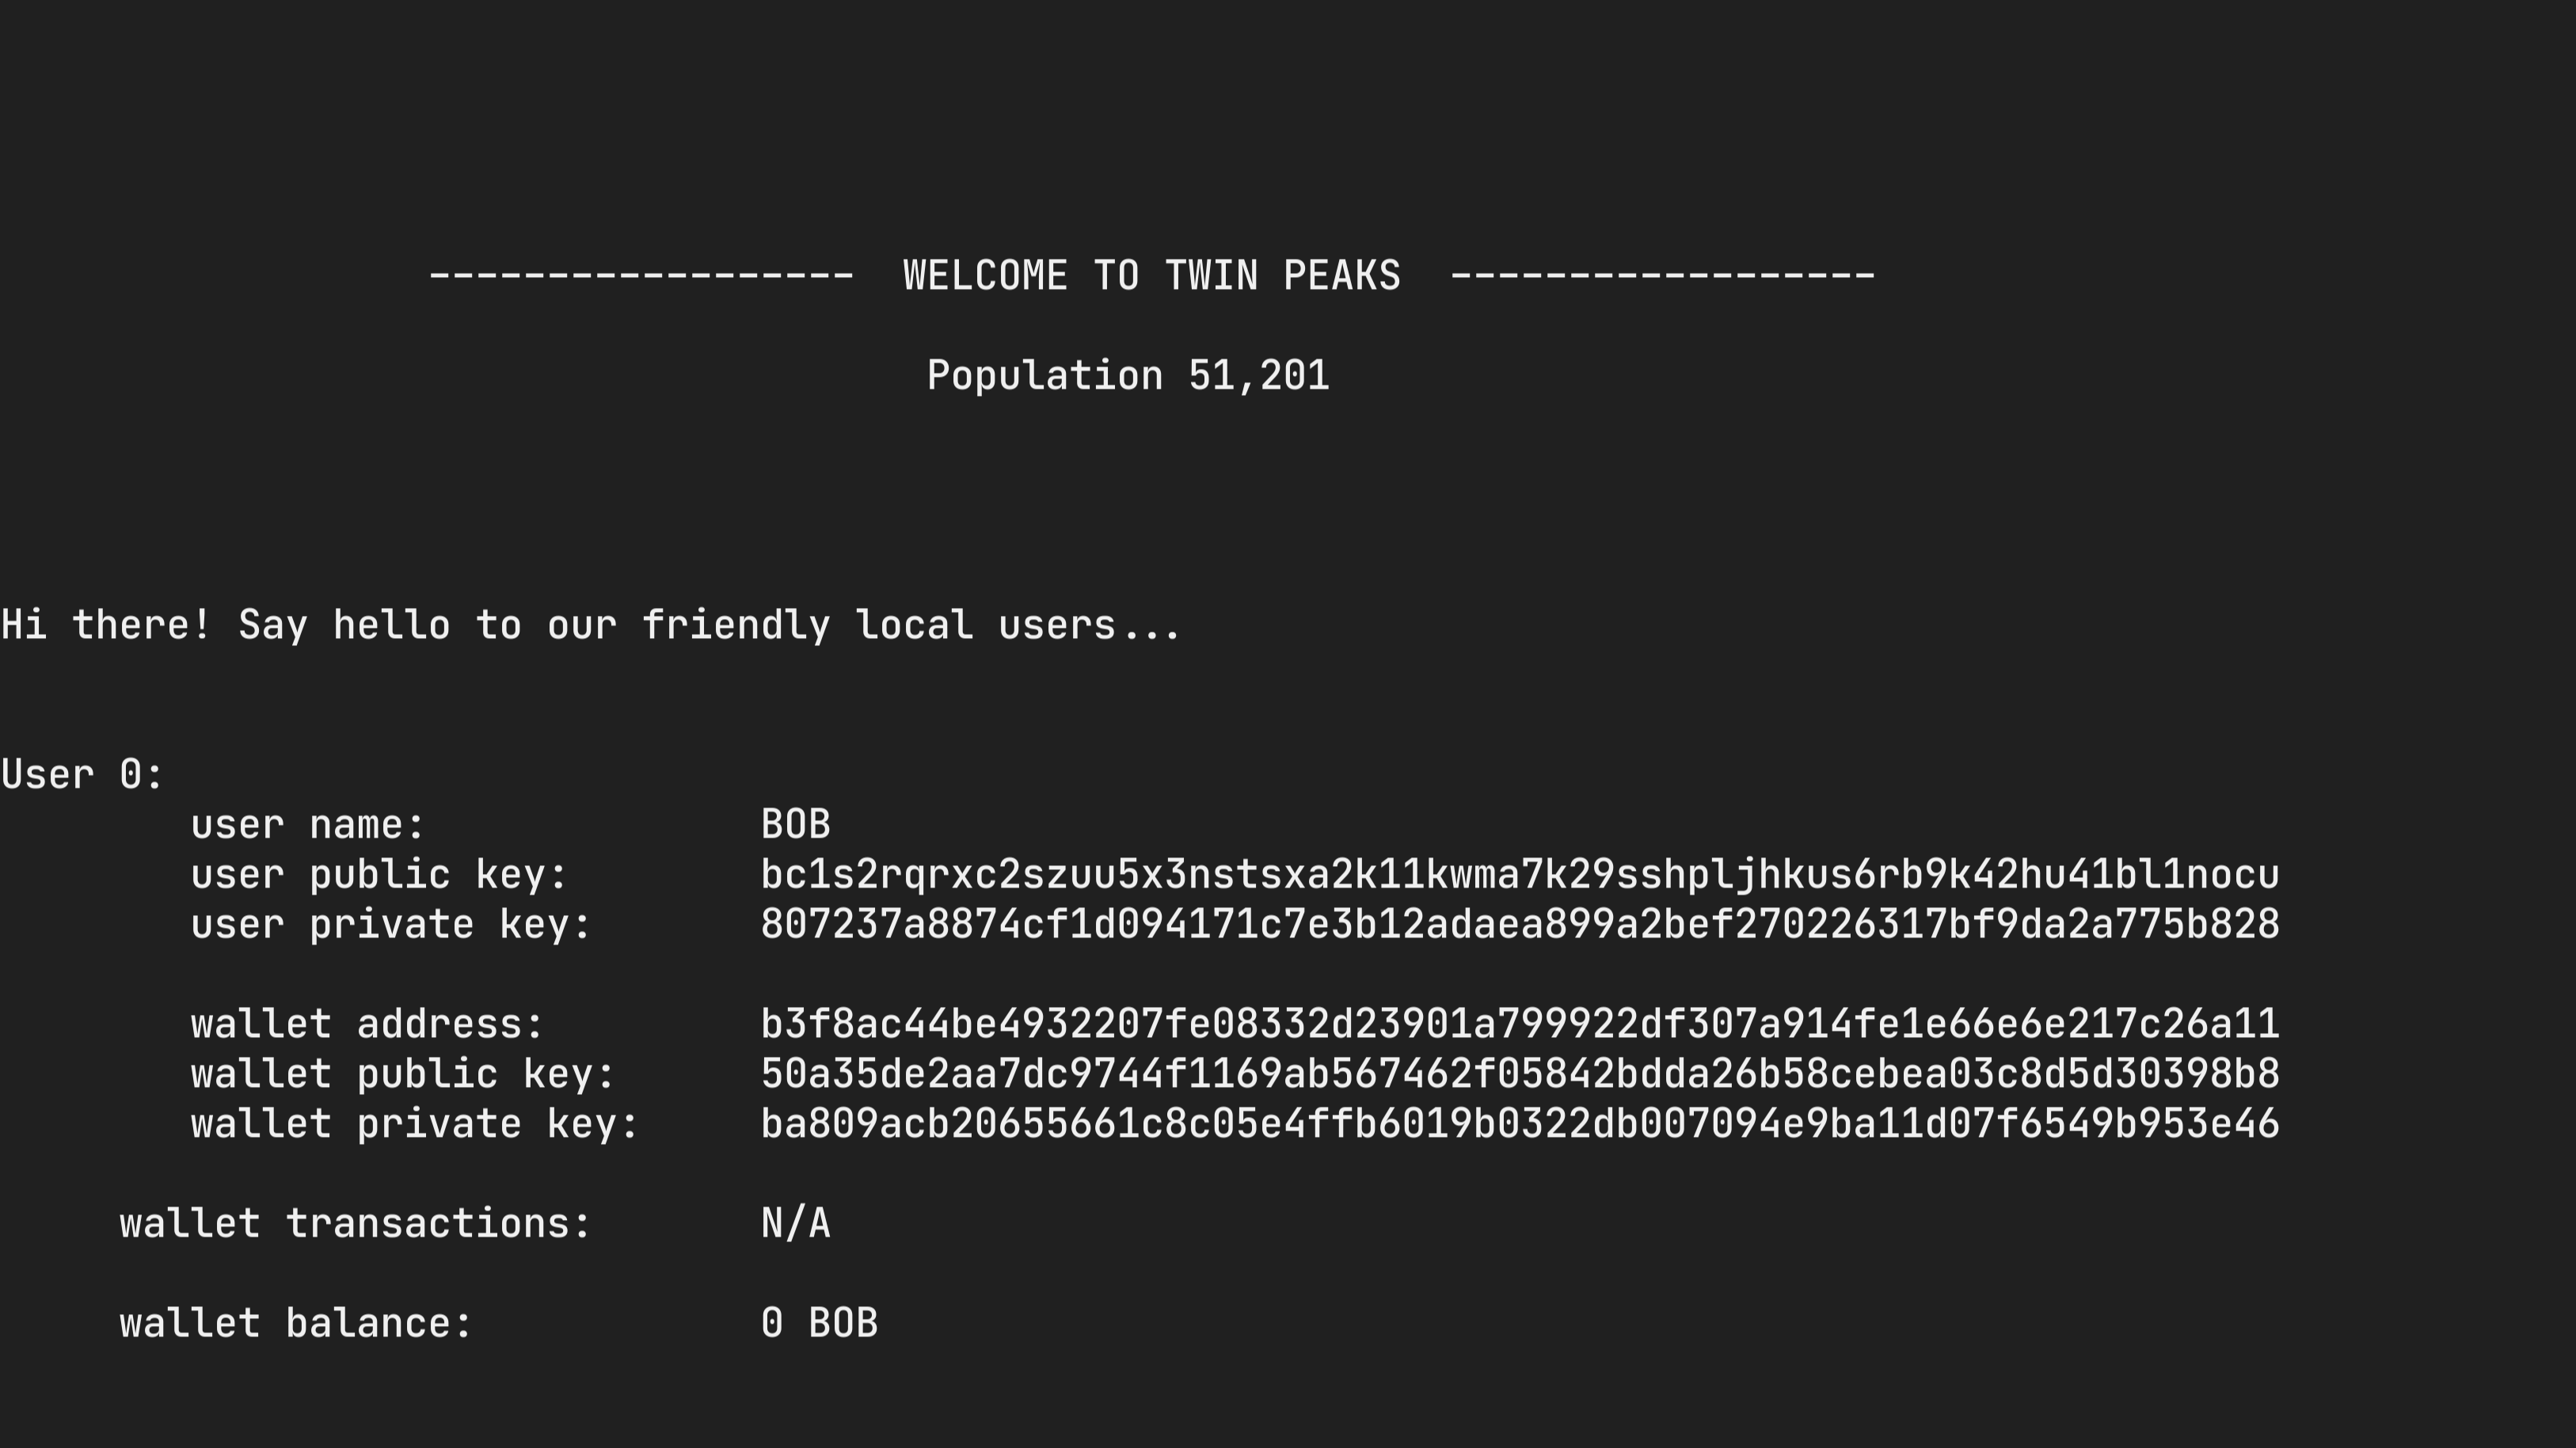 ------------------  WELCOME TO TWIN PEAKS  ------------------
Population 51,201
Hi there! Say hello to our friendly local users...
User 0:
user name: BOB
user public key: bc1s2rqrxc2szuu5x3nstsxa2k11kwma7k29sshpljhkus6rb9k42hu41bl1nocu
user private key: 807237a8874cf1d094171c7e3b12adaea899a2bef270226317bf9da2a775b828
wallet address: b3f8ac44be4932207fe08332d23901a799922df307a914fe1e66e6e217c26a11
wallet public key: 50a35de2aa7dc9744f1169ab567462f05842bdda26b58cebea03c8d5d30398b8
wallet private key: ba809acb20655661c8c05e4ffb6019b0322db007094e9ba11d07f6549b953e46
wallet transactions: N/A
wallet balance: 0 BOB